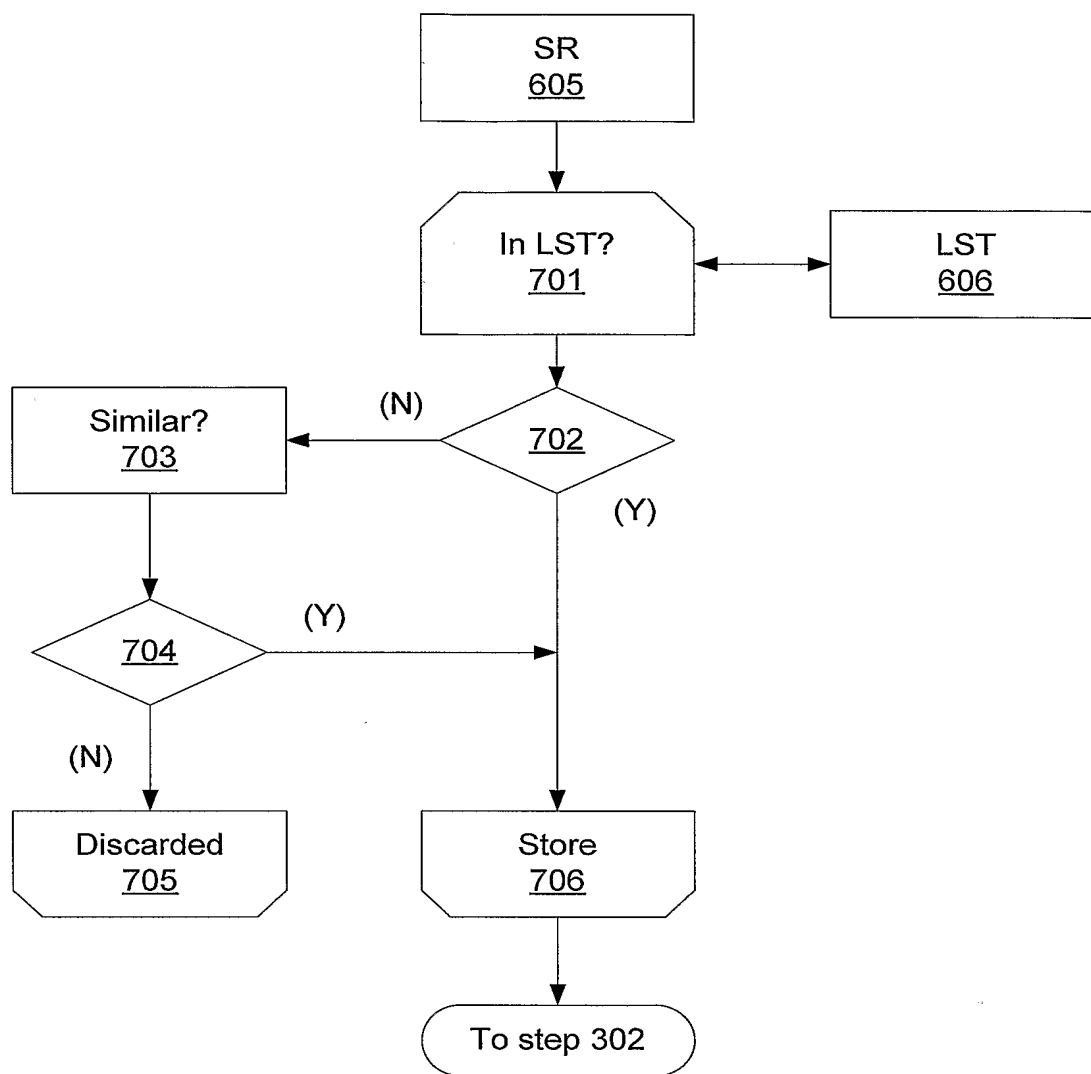 SR
605
In LST?
701
LST
606
(N)
702
Similar?
703
(Y)
(Y)
704
(N)
Discarded
705
Store
706
To step 302